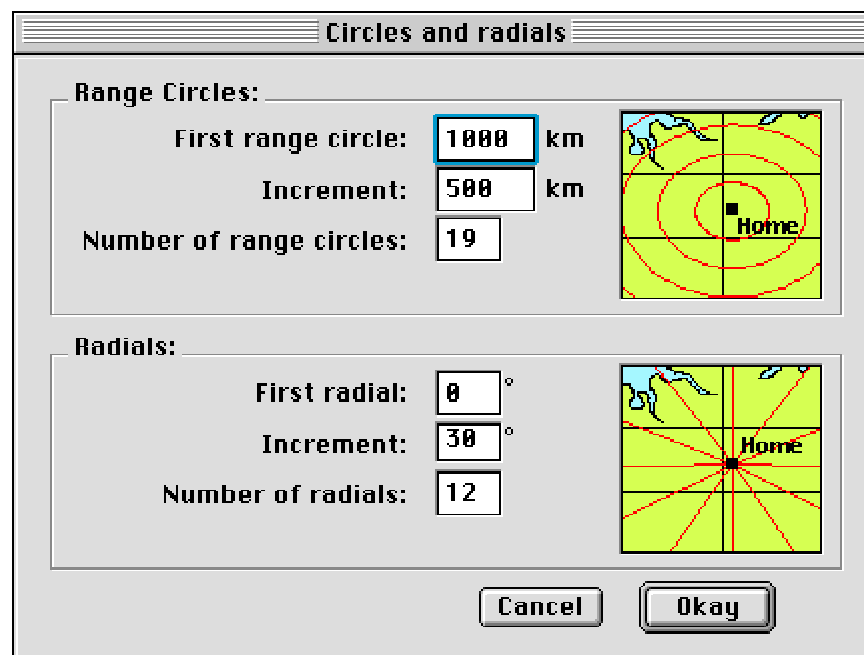 Circles and radials
Range Circles:
First range circle: 1000 km
Increment: 500 km
Number of range circles: 19
Home
Radials:
First radial: 0 °
Increment: 30 °
Home
Number of radials: 12
Cancel Okay